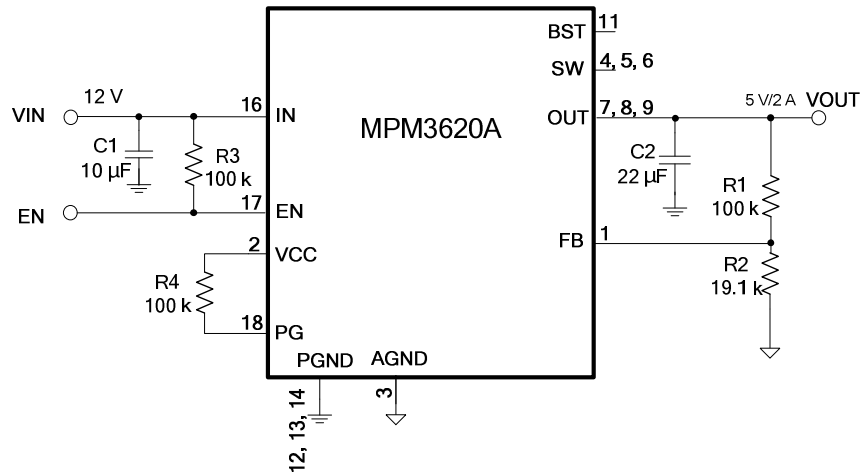 BST
11
SW
4, 5, 6
VIN
12 V
16
IN
MPM3620A
OUT
7, 8, 9
5 V/2 A
VOUT
C1
10 µF
R3
100 k
C2
22 µF
R1
100 k
EN
17
EN
FB
1
2
VCC
R4
100 k
R2
19.1 k
18
PG
PGND
AGND
12, 13, 14
3